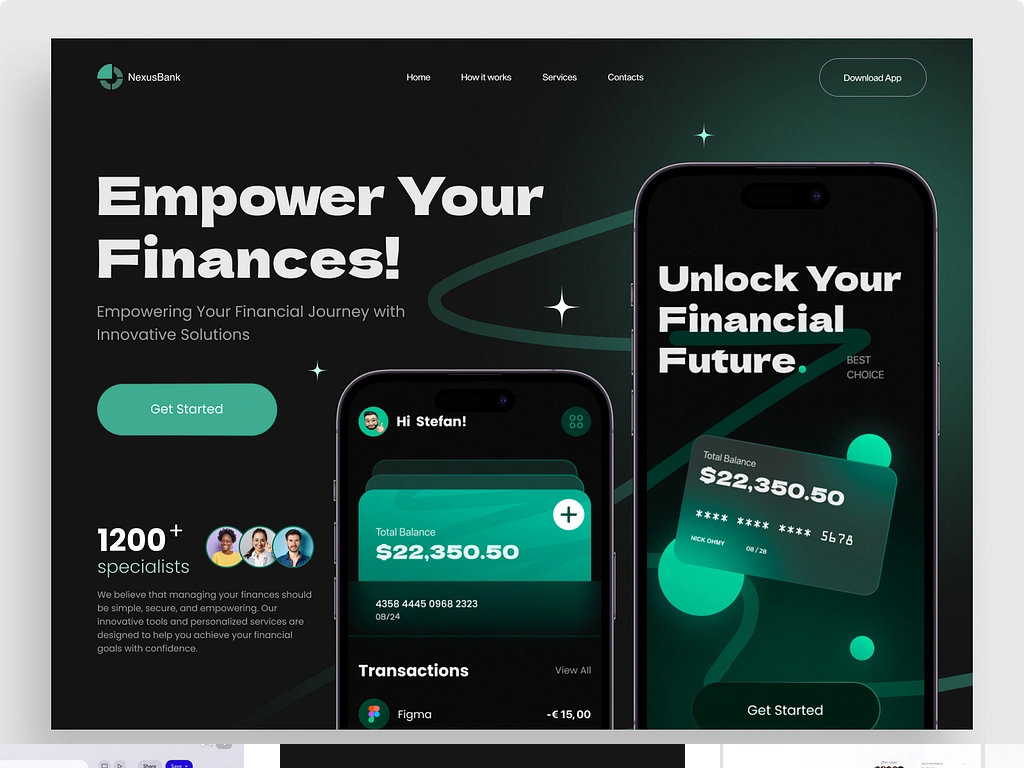 NexusBank
Home
How it works
Services
Contacts
Download App
Empower Your
Finances!
Empowering Your Financial Journey with
Innovative Solutions
Get Started
1200+
specialists
We believe that managing your finances should
be simple, secure, and empowering. Our
innovative tools and personalized services are
designed to help you achieve your financial
goals with confidence.
Hi Stefan!
Total Balance
$22,350.50
4358 4445 0968 2323
08/24
Transactions
View All
Figma
-€ 15,00
Unlock Your
Financial
Future.
BEST
CHOICE
Total Balance
$22,350.50
**** **** **** 5678
NICK OHMY
08 / 28
Get Started
Share
Save